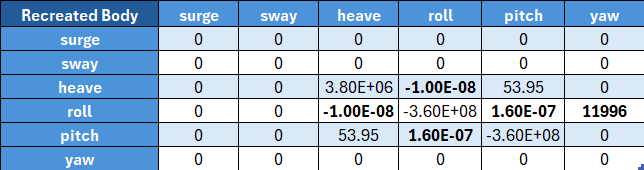 Recreated Body surge sway heave roll pitch yaw
surge 0 0 0 0 0 0
sway 0 0 0 0 0 0
heave 0 0 3.80E+06 -1.00E-08 53.95 0
roll 0 0 -1.00E-08 -3.60E+08 1.60E-07 11996
pitch 0 0 53.95 1.60E-07 -3.60E+08 0
yaw 0 0 0 0 0 0